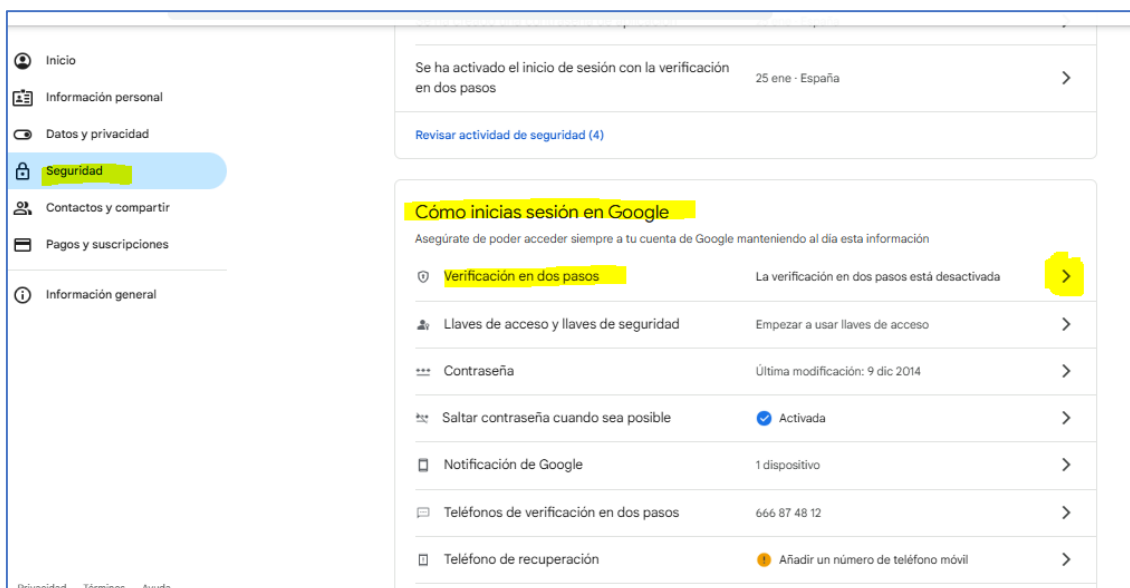 Inicio
Información personal
Datos y privacidad
Seguridad
Contactos y compartir
Pagos y suscripciones
Información general
Se ha activado el inicio de sesión con la verificación
en dos pasos
25 ene · España
Revisar actividad de seguridad (4)
Cómo inicias sesión en Google
Asegúrate de poder acceder siempre a tu cuenta de Google manteniendo al día esta información
Verificación en dos pasos La verificación en dos pasos está desactivada
Llaves de acceso y llaves de seguridad Empezar a usar llaves de acceso
Contraseña Última modificación: 9 dic 2014
Saltar contraseña cuando sea posible Activada
Notificación de Google 1 dispositivo
Teléfonos de verificación en dos pasos 666 87 48 12
Teléfono de recuperación Añadir un número de teléfono móvil
Privacidad Términos Ayuda